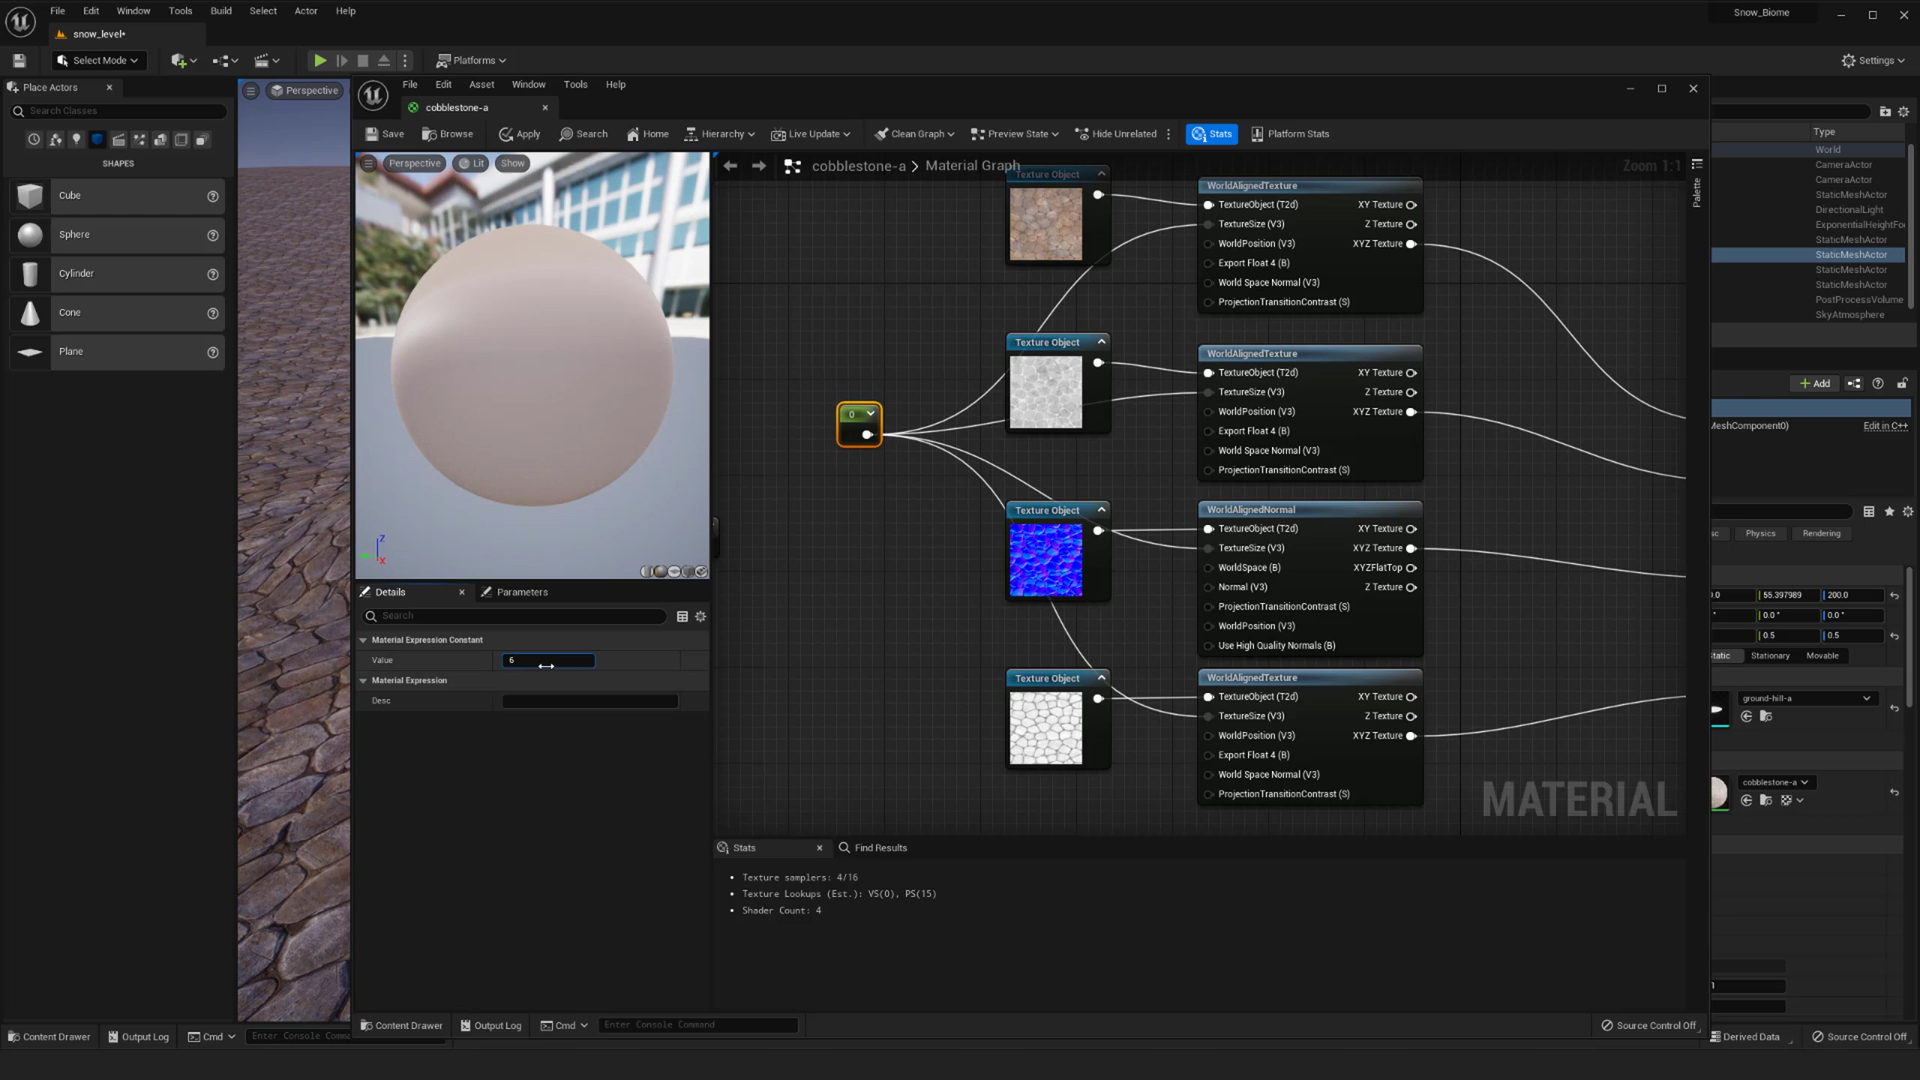 File Edit Window Tools Build Select Actor Help
Snow_Biome
snow_level*
Select Mode
Platforms
Settings
Place Actors
Search Classes
SHAPES
Cube
Sphere
Cylinder
Cone
Plane
Perspective
File Edit Asset Window Tools Help
cobblestone-a
Save Browse Apply Search Home Hierarchy Live Update Clean Graph Preview State Hide Unrelated Stats Platform Stats
Perspective Lit Show
cobblestone-a > Material Graph
Zoom 1:1
Palette
Texture Object
WorldAlignedTexture
TextureObject (T2d) XY Texture
TextureSize (V3) Z Texture
WorldPosition (V3) XYZ Texture
Export Float 4 (B)
World Space Normal (V3)
ProjectionTransitionContrast (S)
Texture Object
WorldAlignedTexture
TextureObject (T2d) XY Texture
TextureSize (V3) Z Texture
WorldPosition (V3) XYZ Texture
Export Float 4 (B)
World Space Normal (V3)
ProjectionTransitionContrast (S)
0
Texture Object
WorldAlignedNormal
TextureObject (T2d) XY Texture
TextureSize (V3) XYZ Texture
WorldSpace (B) XYZFlatTop
Normal (V3) Z Texture
ProjectionTransitionContrast (S)
WorldPosition (V3)
Use High Quality Normals (B)
Texture Object
WorldAlignedTexture
TextureObject (T2d) XY Texture
TextureSize (V3) Z Texture
WorldPosition (V3) XYZ Texture
Export Float 4 (B)
World Space Normal (V3)
ProjectionTransitionContrast (S)
MATERIAL
Z
X
Details Parameters
Search
Material Expression Constant
Value 6
Material Expression
Desc
Stats Find Results
Texture samplers: 4/16
Texture Lookups (Est.): VS(0), PS(15)
Shader Count: 4
Content Drawer Output Log Cmd Enter Console Command
Source Control Off
Type
World
CameraActor
CameraActor
StaticMeshActor
DirectionalLight
ExponentialHeightFo
StaticMeshActor
StaticMeshActor
StaticMeshActor
StaticMeshActor
PostProcessVolume
SkyAtmosphere
Add
MeshComponent0) Edit in C++
sc Physics Rendering
0.0 55.397989 200.0
0.0 ° 0.0 °
0.5 0.5
Static Stationary Movable
ground-hill-a
cobblestone-a
Content Drawer Output Log Cmd Enter Console Comma
Derived Data Source Control Off